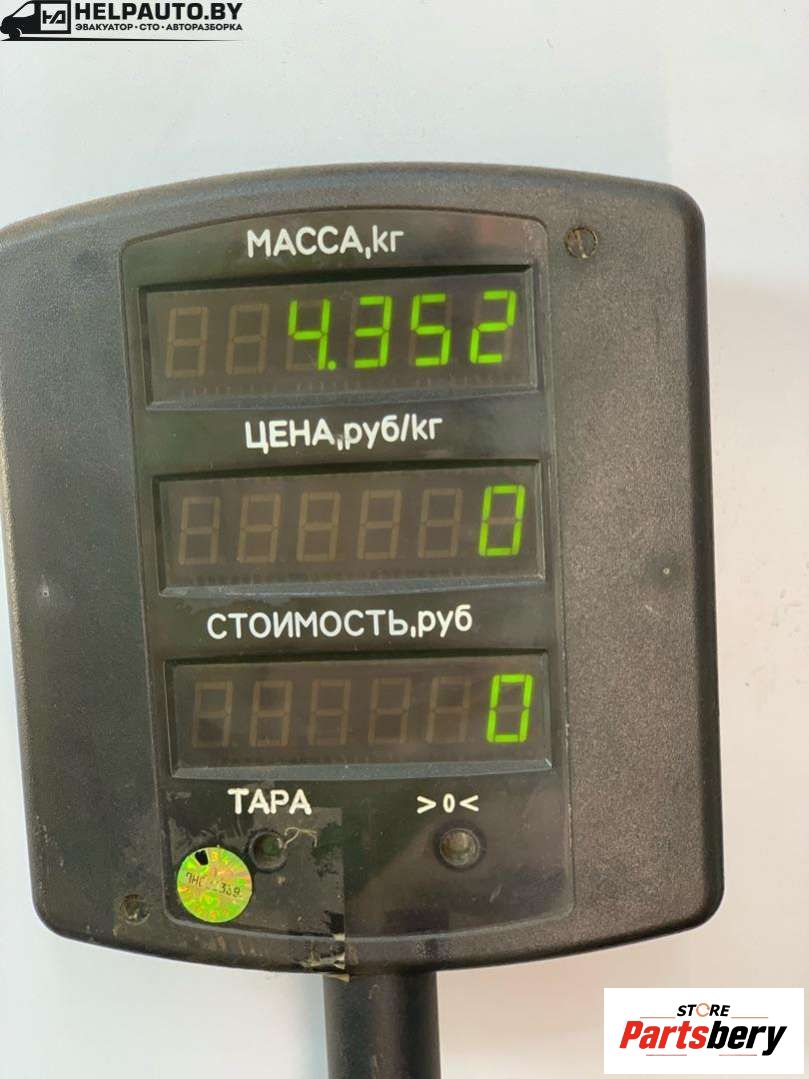 HELPAUTO.BY
ЭВАКУАТОР • СТО • АВТОРАЗБОРКА
МАССА,кг
4.352
ЦЕНА,руб/кг
0
СТОИМОСТЬ,руб
0
ТАРА >0<
STORE
Partsbery